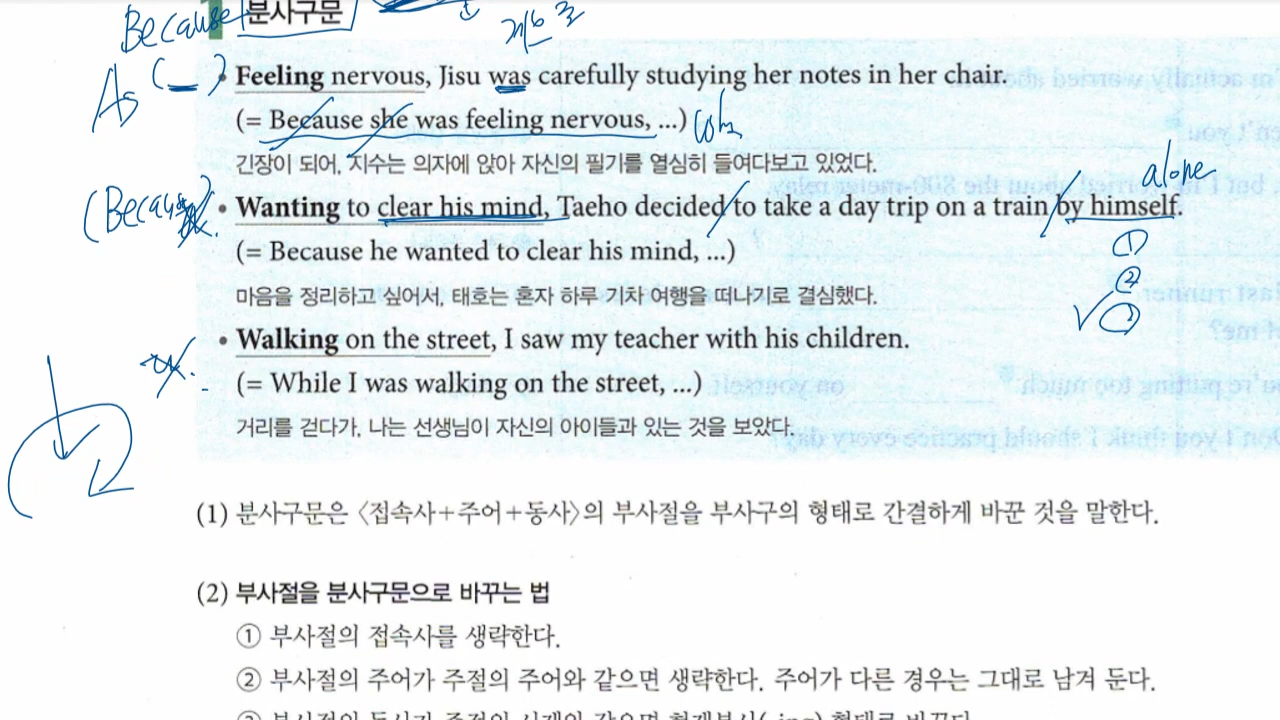 Because
분사구문
As (
• Feeling nervous, Jisu was carefully studying her notes in her chair.
(= Because she was feeling nervous, ...)
긴장이 되어, 지수는 의자에 앉아 자신의 필기를 열심히 들여다보고 있었다.
alone
(Because)
• Wanting to clear his mind, Taeho decided to take a day trip on a train by himself.
(= Because he wanted to clear his mind, ...)
①
②
마음을 정리하고 싶어서, 태호는 혼자 하루 기차 여행을 떠나기로 결심했다.
• Walking on the street, I saw my teacher with his children.
(= While I was walking on the street, ...)
거리를 걷다가, 나는 선생님이 자신의 아이들과 있는 것을 보았다.
(1) 분사구문은 〈접속사+주어+동사〉의 부사절을 부사구의 형태로 간결하게 바꾼 것을 말한다.
(2) 부사절을 분사구문으로 바꾸는 법
① 부사절의 접속사를 생략한다.
② 부사절의 주어가 주절의 주어와 같으면 생략한다. 주어가 다른 경우는 그대로 남겨 둔다.